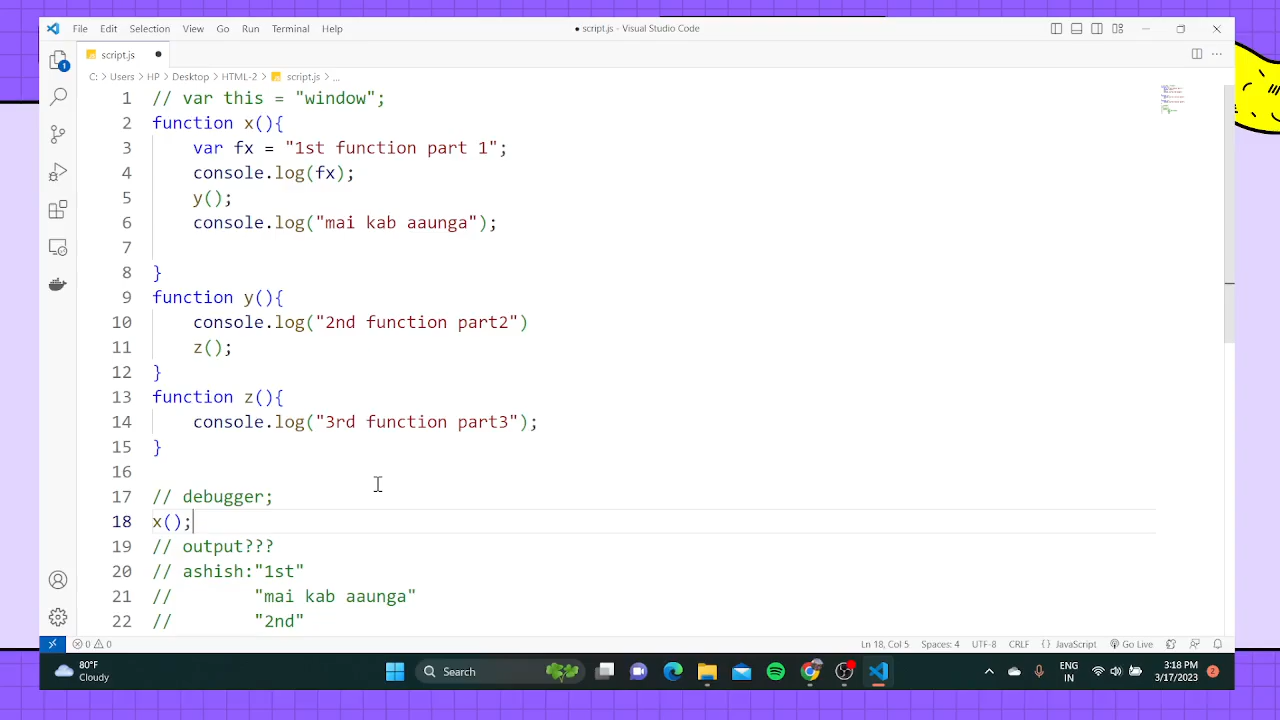 File Edit Selection View Go Run Terminal Help
● script.js - Visual Studio Code
script.js
C: > Users > HP > Desktop > HTML-2 > script.js > ...
1 // var this = "window";
2 function x(){
3 var fx = "1st function part 1";
4 console.log(fx);
5 y();
6 console.log("mai kab aaunga");
7
8 }
9 function y(){
10 console.log("2nd function part2")
11 z();
12 }
13 function z(){
14 console.log("3rd function part3");
15 }
16
17 // debugger;
18 x();
19 // output???
20 // ashish:"1st"
21 // "mai kab aaunga"
22 // "2nd"
1
0 0 Ln 18, Col 5 Spaces: 4 UTF-8 CRLF {} JavaScript Go Live
80°F
Cloudy
Search
ENG
IN
3:18 PM
3/17/2023
2